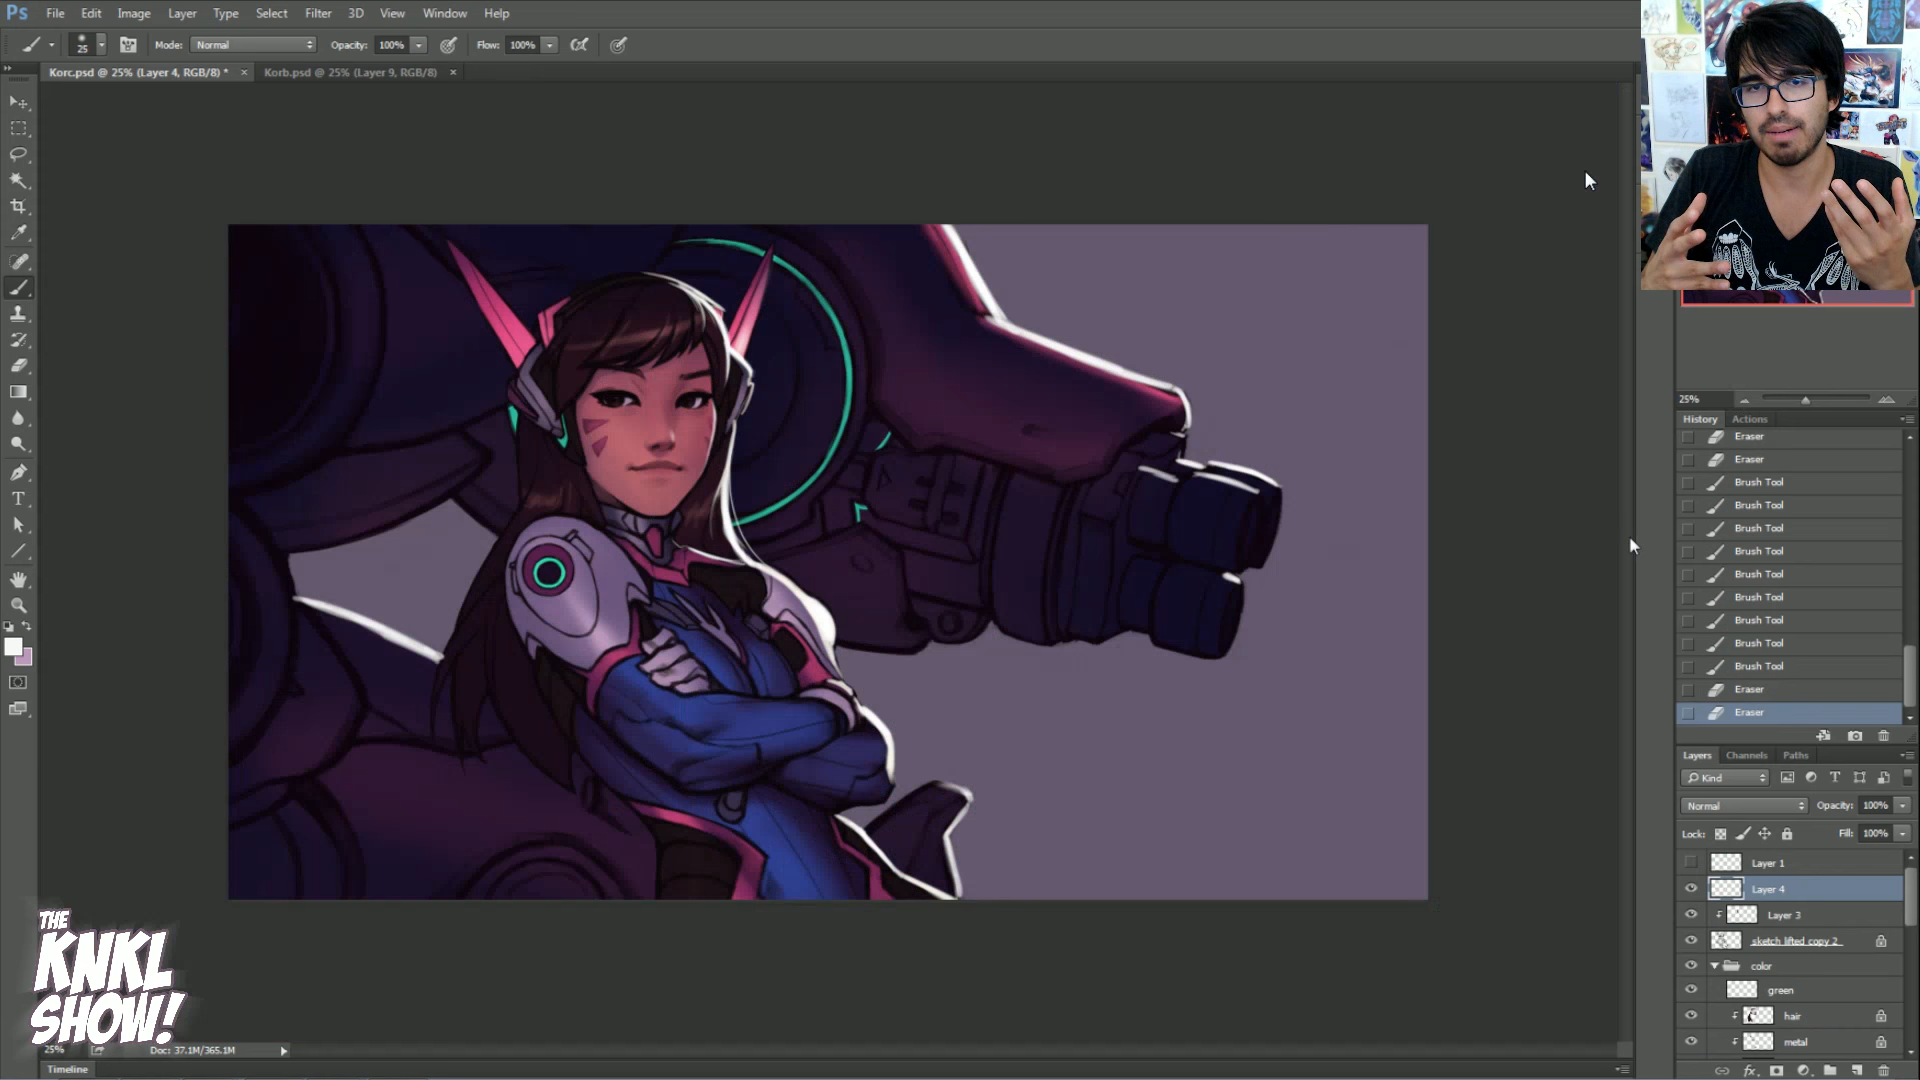 Ps File Edit Image Layer Type Select Filter 3D View Window Help
25 Mode: Normal Opacity: 100% Flow: 100%
Korc.psd @ 25% (Layer 4, RGB/8) * × Korb.psd @ 25% (Layer 9, RGB/8) ×
25%
History Actions
Eraser
Eraser
Brush Tool
Brush Tool
Brush Tool
Brush Tool
Brush Tool
Brush Tool
Brush Tool
Brush Tool
Brush Tool
Eraser
Eraser
Layers Channels Paths
Kind
Normal Opacity: 100%
Lock: Fill: 100%
Layer 1
Layer 4
Layer 3
sketch lifted copy 2
color
green
hair
metal
THE
KNKL
SHOW!
25% Doc: 37.1M/365.1M
Timeline